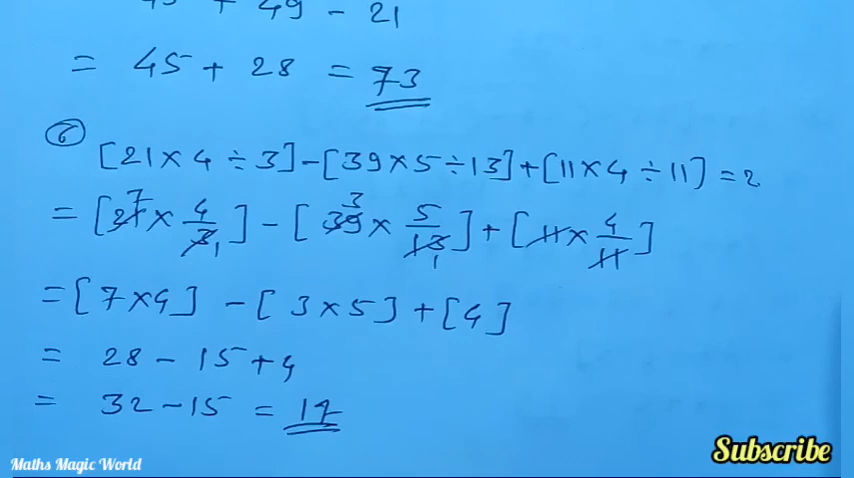 + 49 - 21
= 45 + 28 = 73
6
[21 × 4 ÷ 3] - [39 × 5 ÷ 13] + [11 × 4 ÷ 11] = 2
= [21 7 × 4/3 1] - [39 3 × 5/13 1] + [11 × 4/11]
= [7 × 4] - [3 × 5] + [4]
= 28 - 15 + 4
= 32 - 15 = 17
Subscribe
Maths Magic World